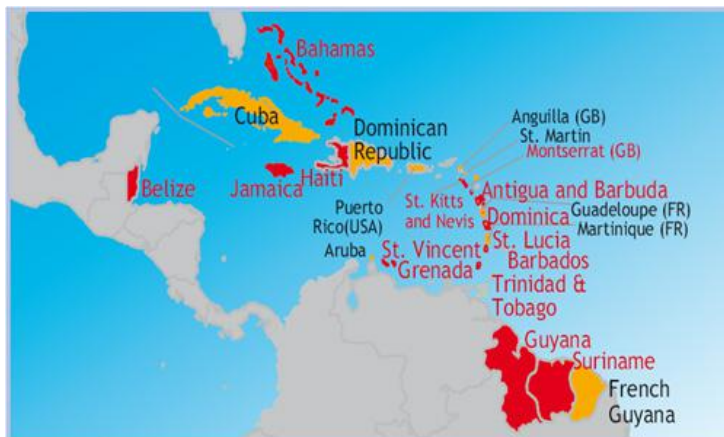 Bahamas
Cuba
Dominican
Republic
Anguilla (GB)
St. Martin
Montserrat (GB)
Belize
Jamaica
Haiti
Puerto
Rico(USA)
St. Kitts
and Nevis
Antigua and Barbuda
Guadeloupe (FR)
Dominica
Martinique (FR)
Aruba
St. Vincent
Grenada
St. Lucia
Barbados
Trinidad &
Tobago
Guyana
Suriname
French
Guyana